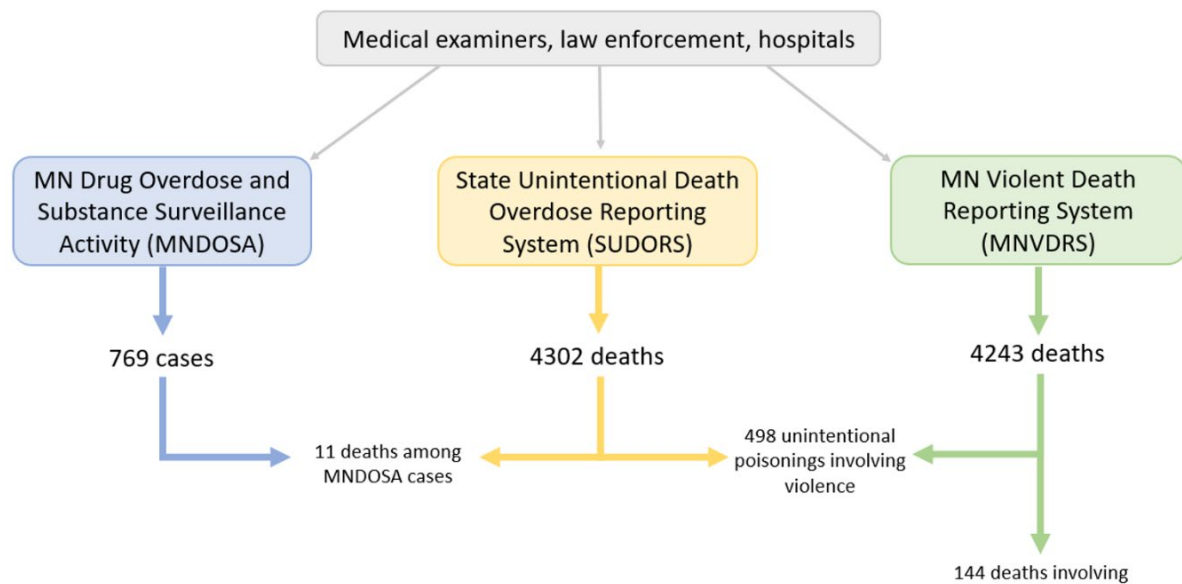 Medical examiners, law enforcement, hospitals
MN Drug Overdose and
Substance Surveillance
Activity (MNDOSA)
State Unintentional Death
Overdose Reporting
System (SUDORS)
MN Violent Death
Reporting System
(MNVDRS)
769 cases
4302 deaths
4243 deaths
11 deaths among
MNDOSA cases
498 unintentional
poisonings involving
violence
144 deaths involving